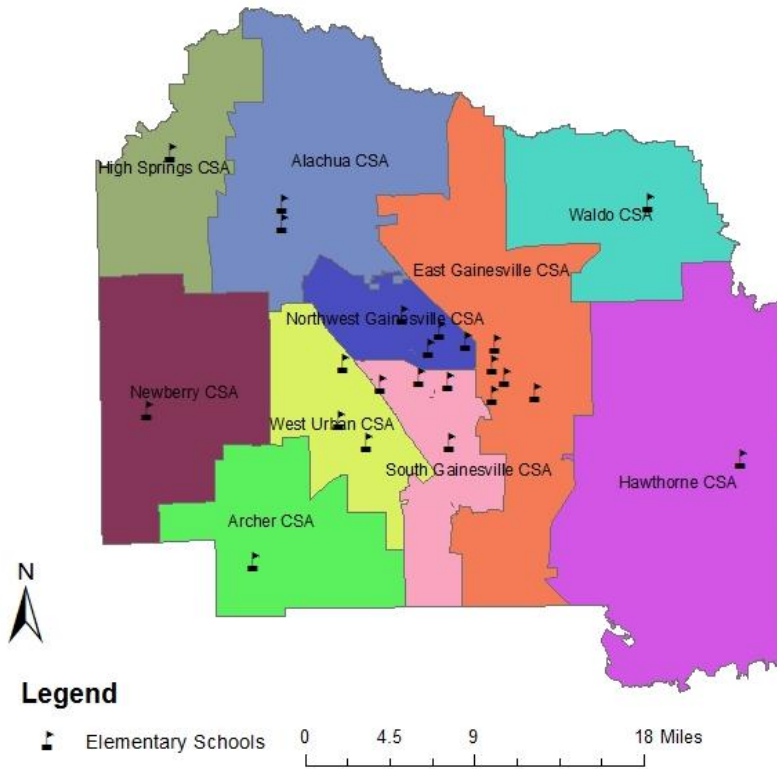 High Springs CSA
Alachua CSA
Waldo CSA
East Gainesville CSA
Northwest Gainesville CSA
Newberry CSA
West Urban CSA
South Gainesville CSA
Hawthorne CSA
Archer CSA
N
Legend
Elementary Schools
0 4.5 9 18 Miles